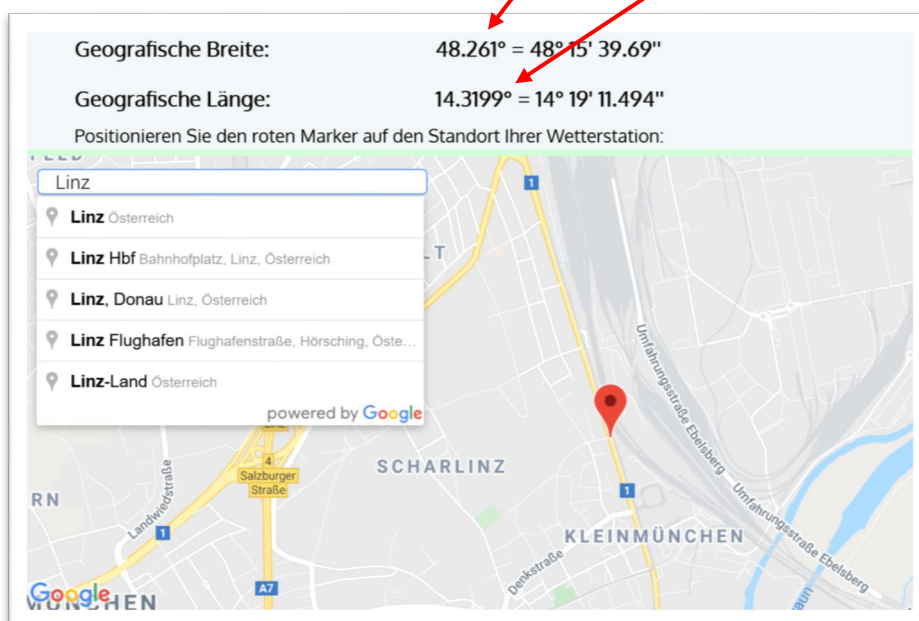 Geografische Breite: 48.261° = 48° 15' 39.69''
Geografische Länge: 14.3199° = 14° 19' 11.494''
Positionieren Sie den roten Marker auf den Standort Ihrer Wetterstation:
Linz
1
Linz Österreich
Linz Hbf Bahnhofplatz, Linz, Österreich
LT
Linz, Donau Linz, Österreich
Linz Flughafen Flughafenstraße, Hörsching, Öste...
Linz-Land Österreich
powered by Google
Umfahrungsstraße Ebelsberg
4
Salzburger
Straße
SCHARLINZ
RN
Landwiedstraße
1
1
Umfahrungsstraße Ebelsberg
KLEINMÜNCHEN
Denkstraße
A7
Google